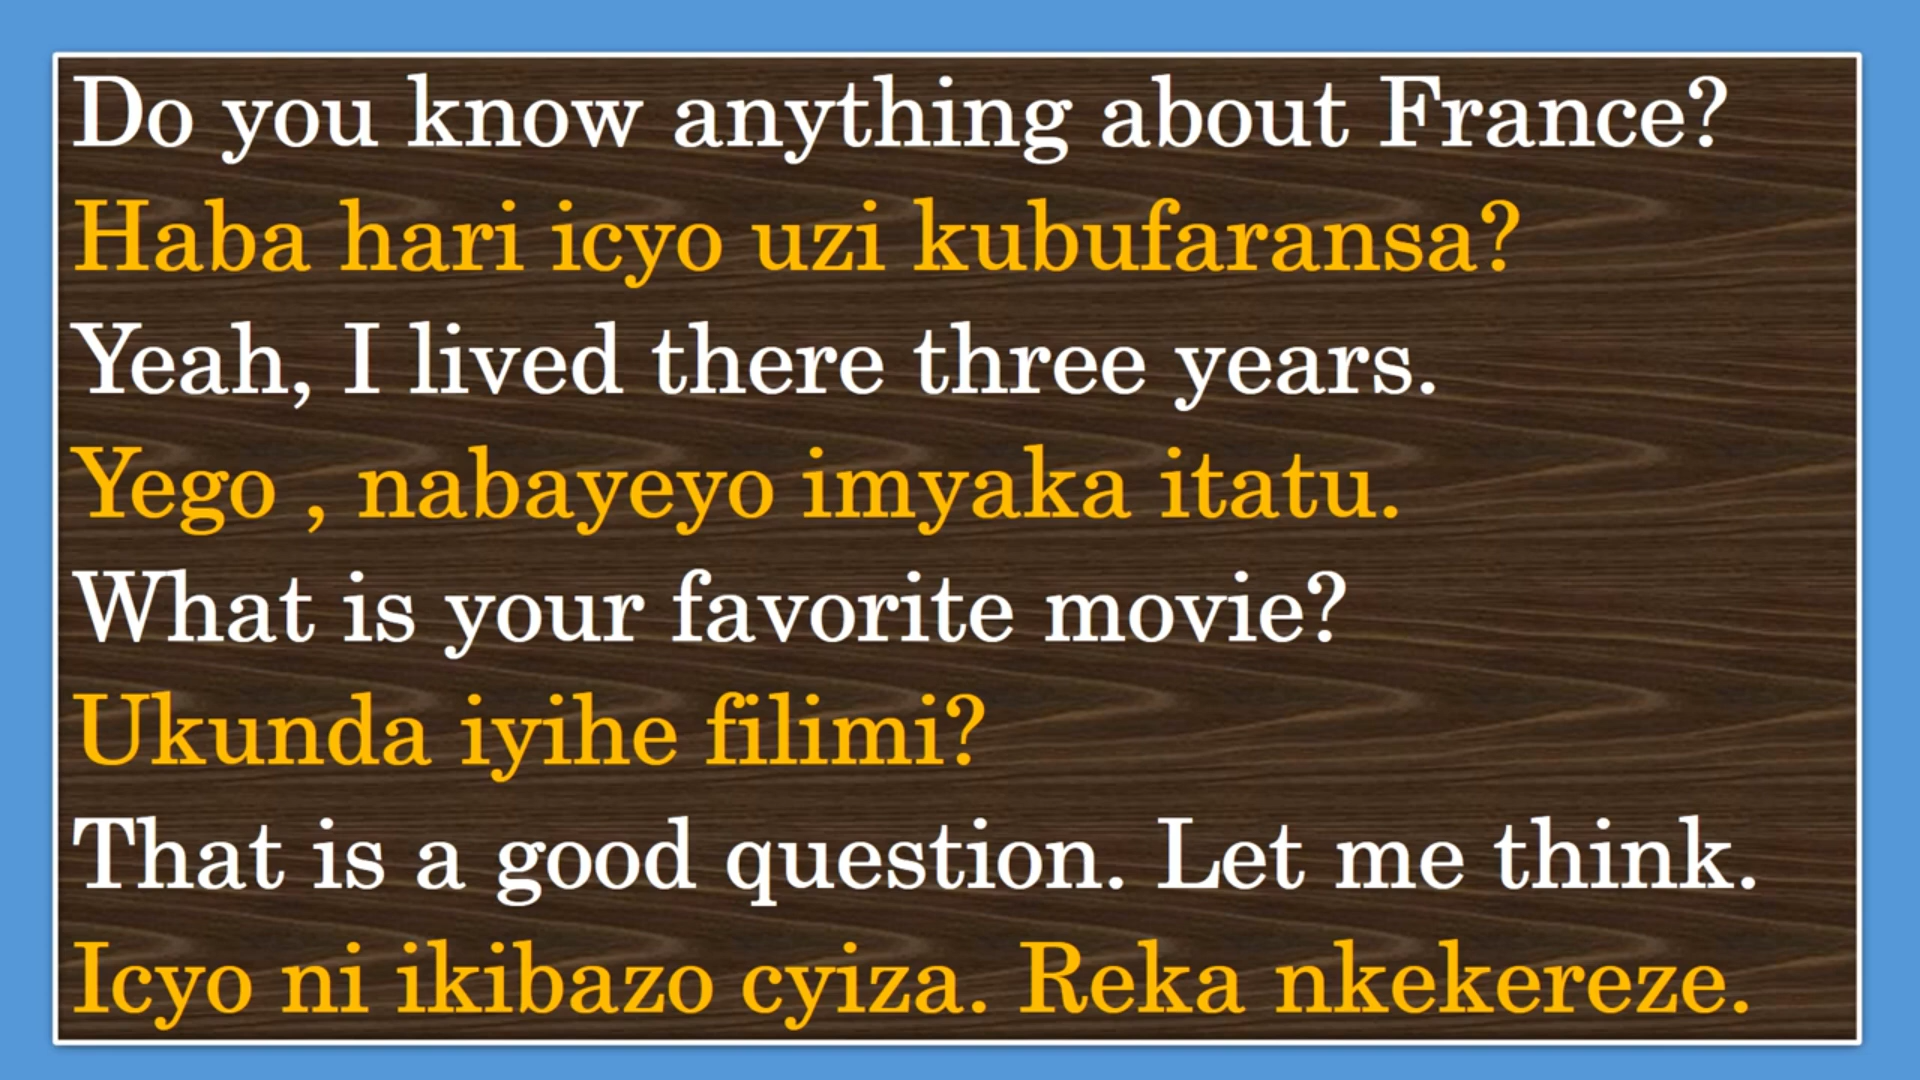 Do you know anything about France?
Haba hari icyo uzi kubufaransa?
Yeah, I lived there three years.
Yego , nabayeyo imyaka itatu.
What is your favorite movie?
Ukunda iyihe filimi?
That is a good question. Let me think.
Icyo ni ikibazo cyiza. Reka nkekereze.